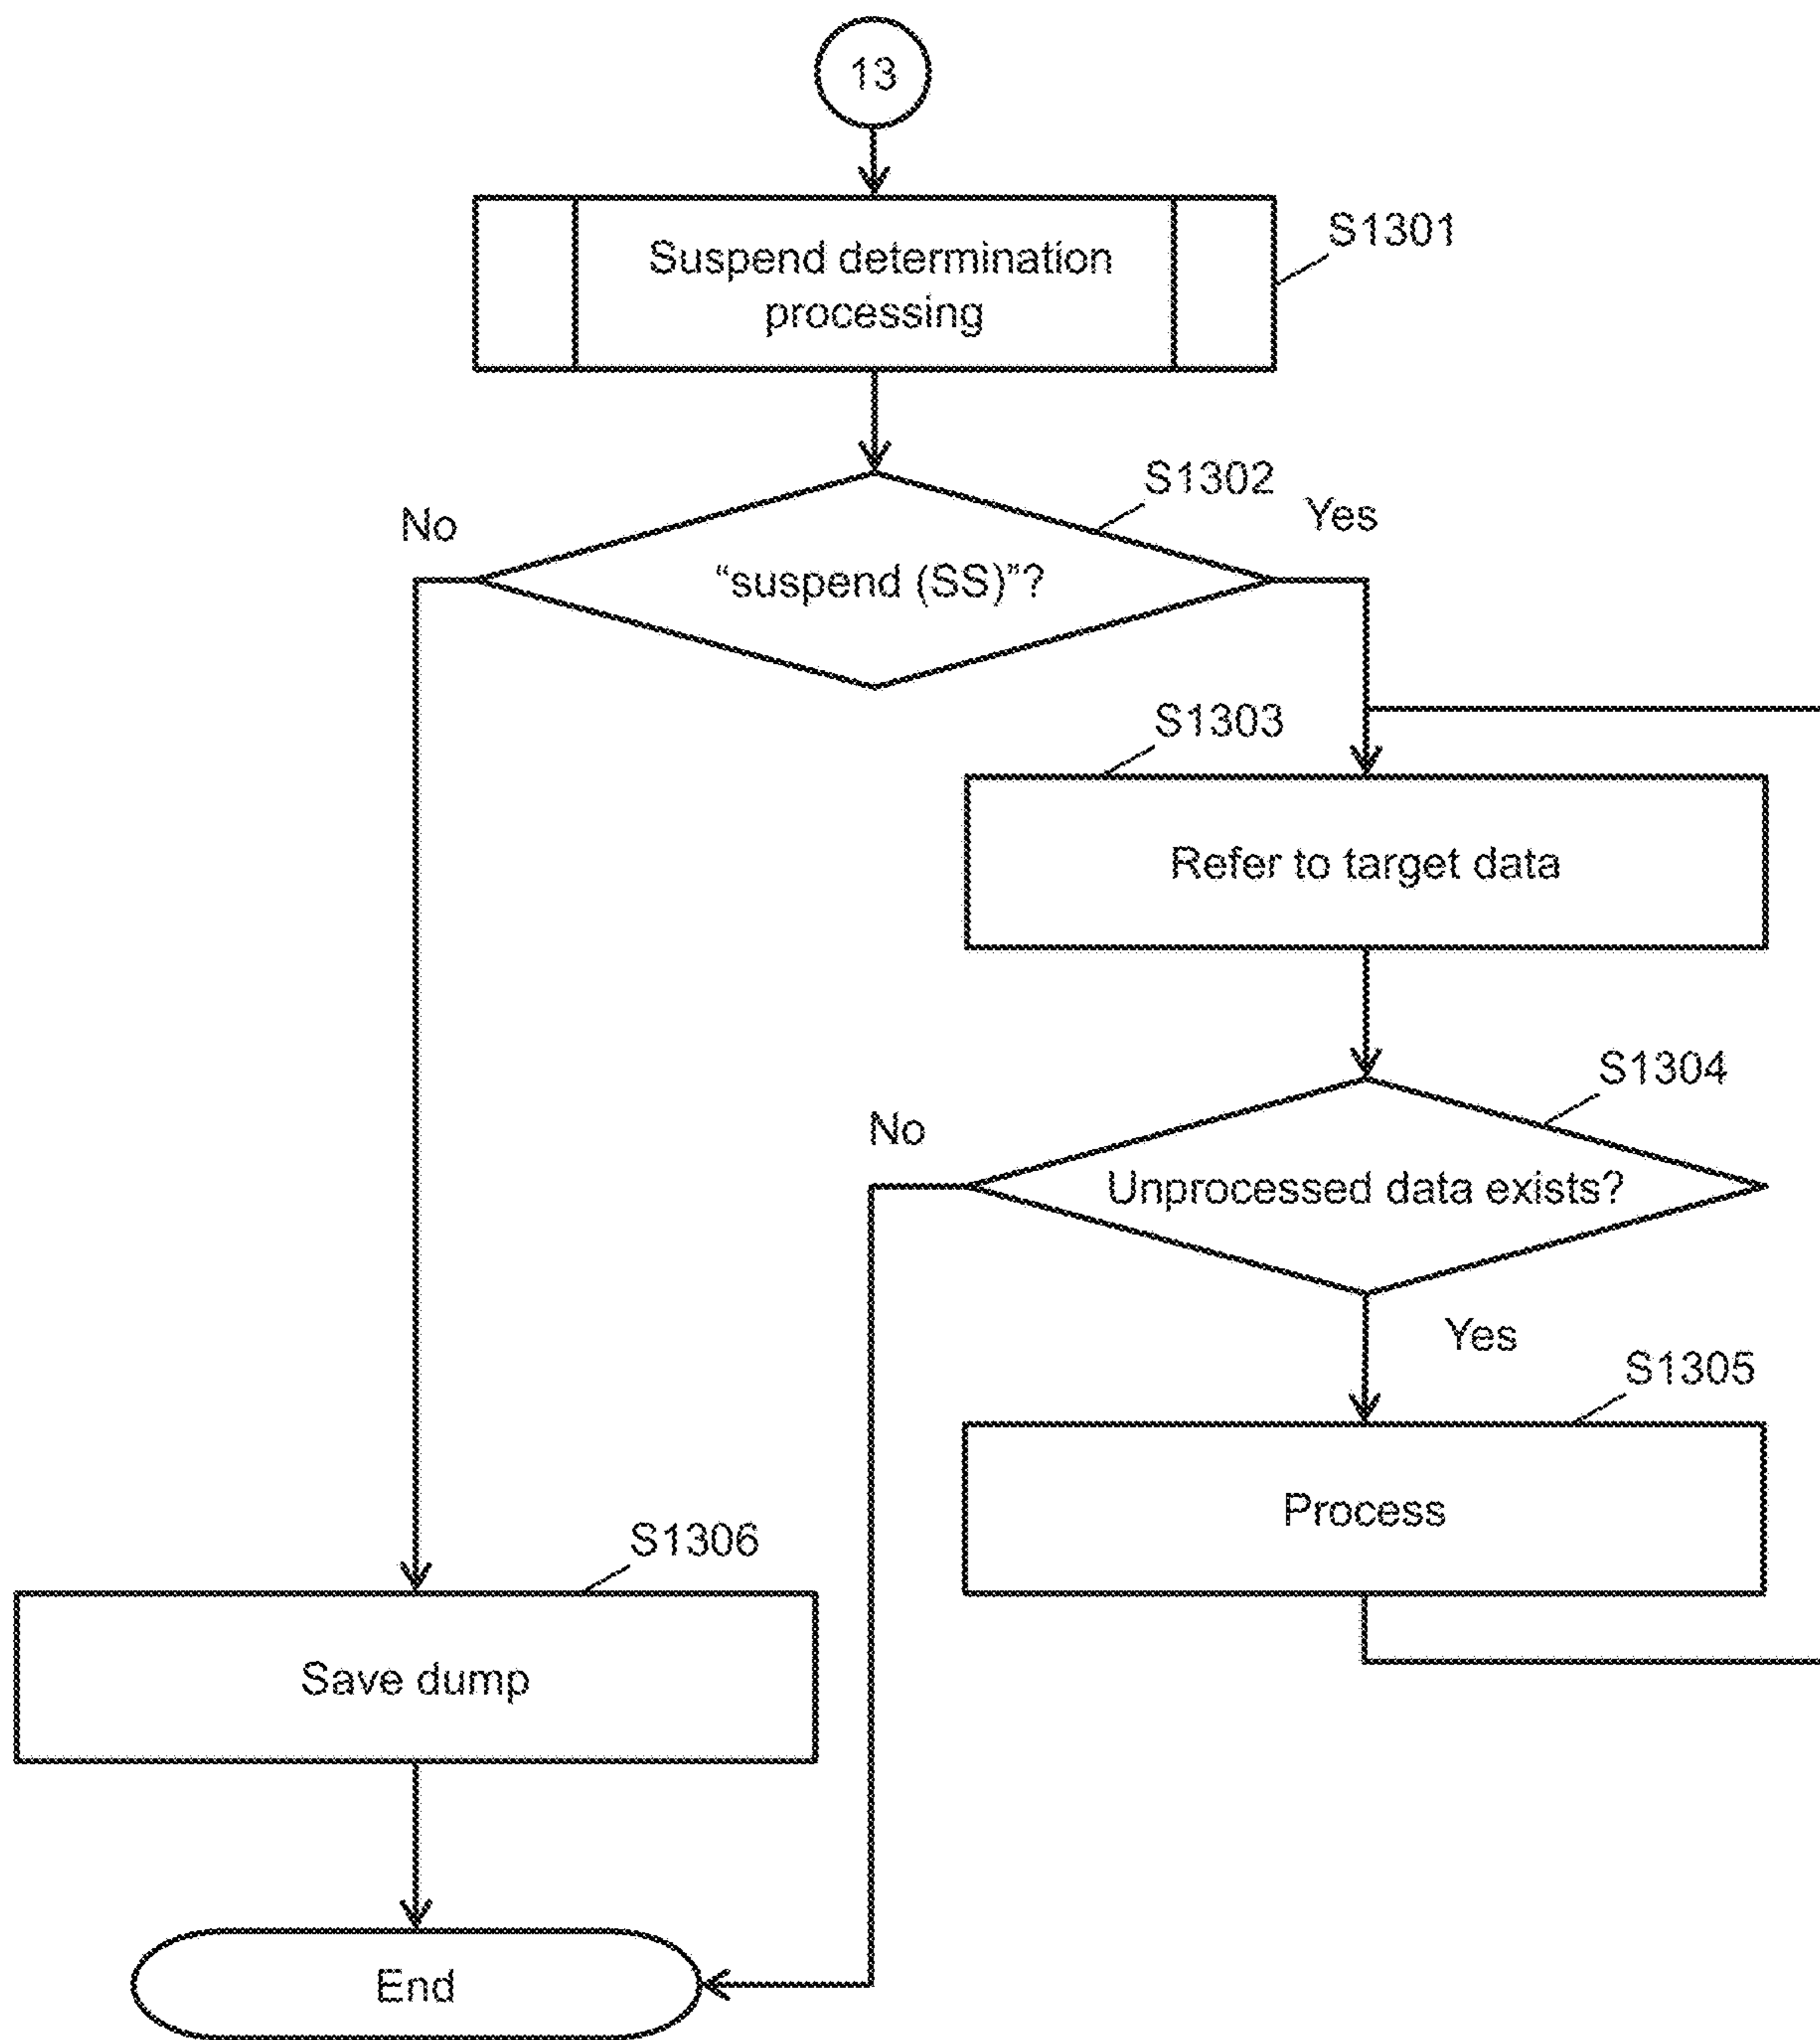 13
Suspend determination
processing
S1301
S1302
No
Yes
“suspend (SS)”?
S1303
Refer to target data
S1304
No
Unprocessed data exists?
Yes
S1305
Process
S1306
Save dump
End